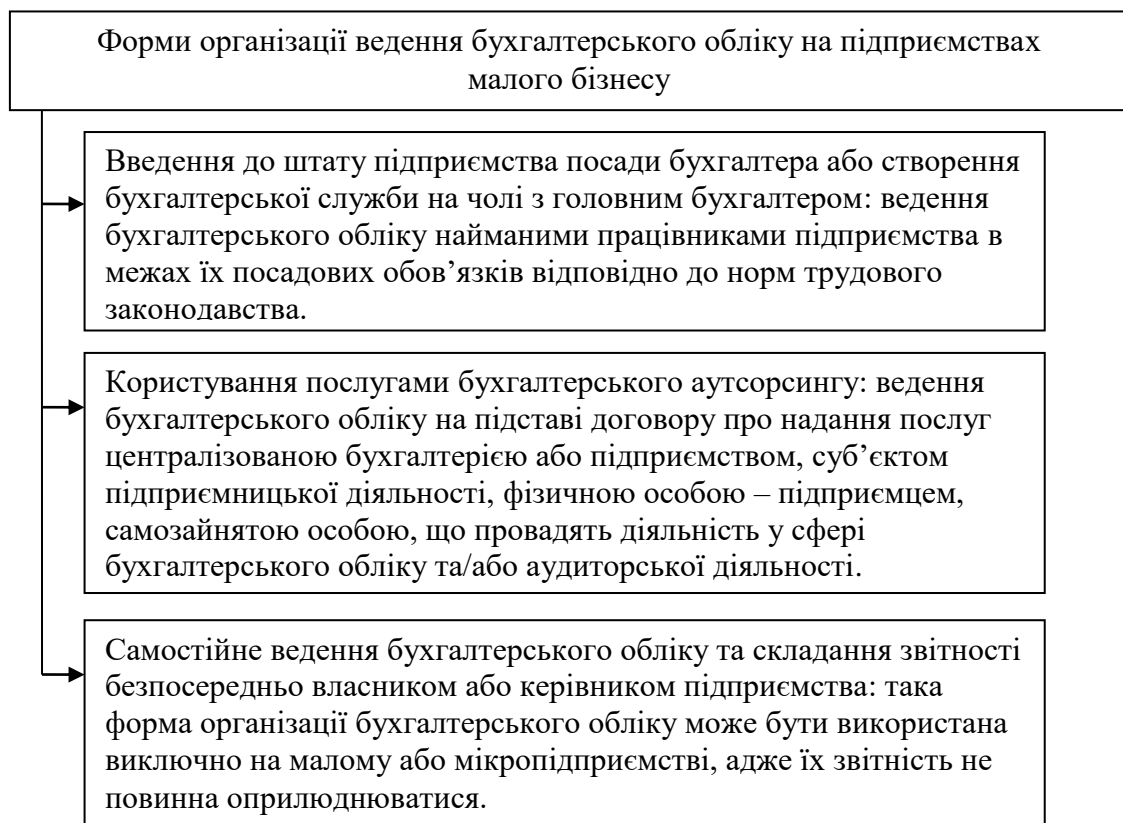 Форми організації ведення бухгалтерського обліку на підприємствах
малого бізнесу
Введення до штату підприємства посади бухгалтера або створення
бухгалтерської служби на чолі з головним бухгалтером: ведення
бухгалтерського обліку найманими працівниками підприємства в
межах їх посадових обов’язків відповідно до норм трудового
законодавства.
Користування послугами бухгалтерського аутсорсингу: ведення
бухгалтерського обліку на підставі договору про надання послуг
централізованою бухгалтерією або підприємством, суб’єктом
підприємницької діяльності, фізичною особою – підприємцем,
самозайнятою особою, що провадять діяльність у сфері
бухгалтерського обліку та/або аудиторської діяльності.
Самостійне ведення бухгалтерського обліку та складання звітності
безпосередньо власником або керівником підприємства: така
форма організації бухгалтерського обліку може бути використана
виключно на малому або мікропідприємстві, адже їх звітність не
повинна оприлюднюватися.